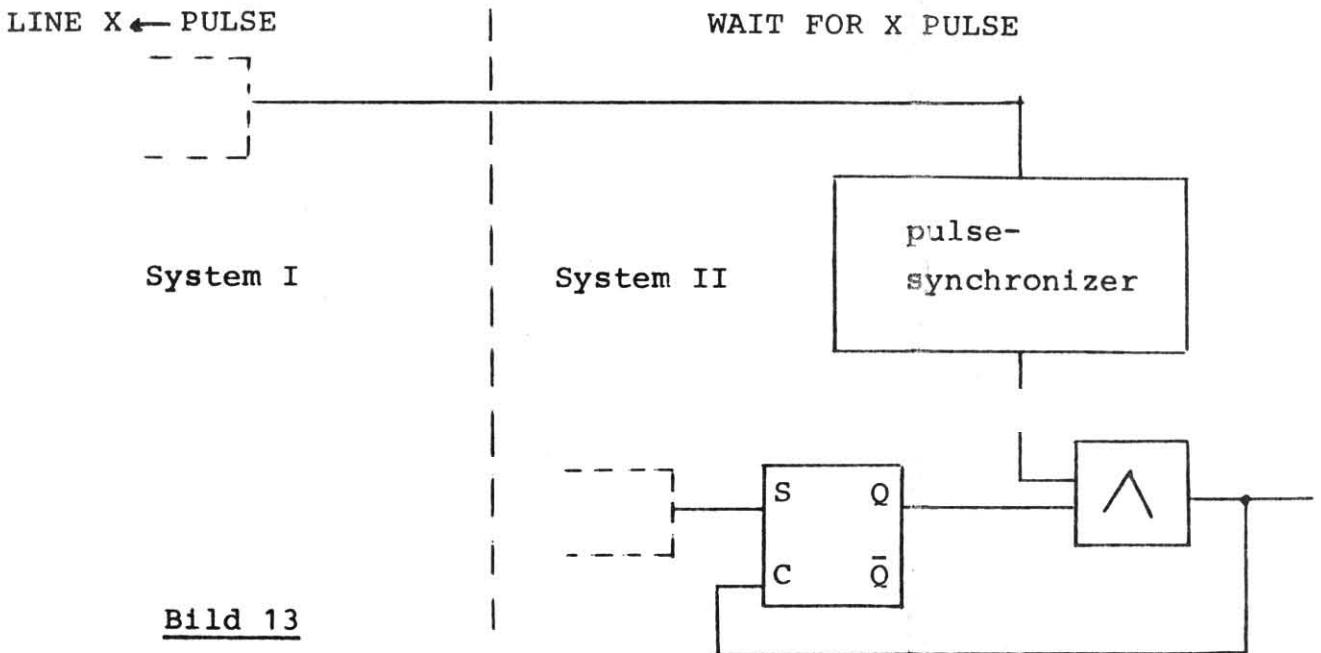 LINE X ← PULSE
WAIT FOR X PULSE
pulse-
synchronizer
System I
System II
S Q
C Q̅
∧
Bild 13